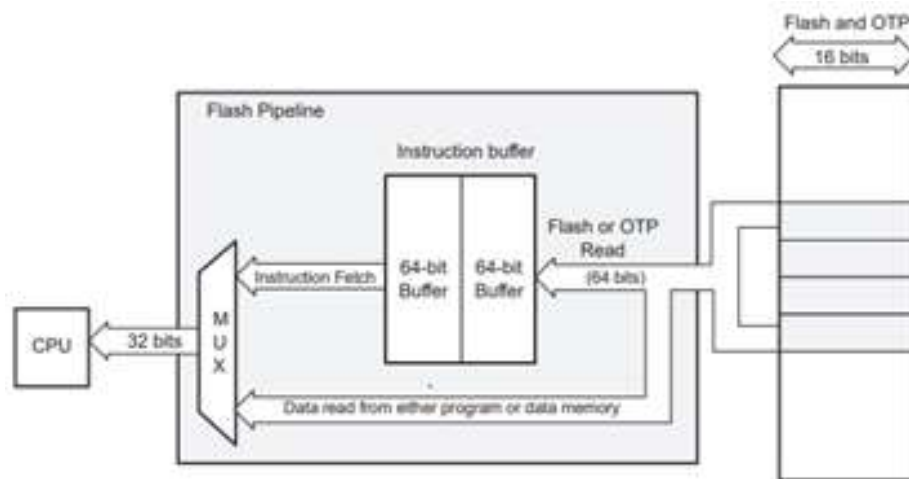 Flash and OTP
16 bits
Flash Pipeline
Instruction buffer
Flash or OTP
Read
(64 bits)
64-bit
Buffer
64-bit
Buffer
Instruction Fetch
M
U
X
CPU
32 bits
Data read from either program or data memory